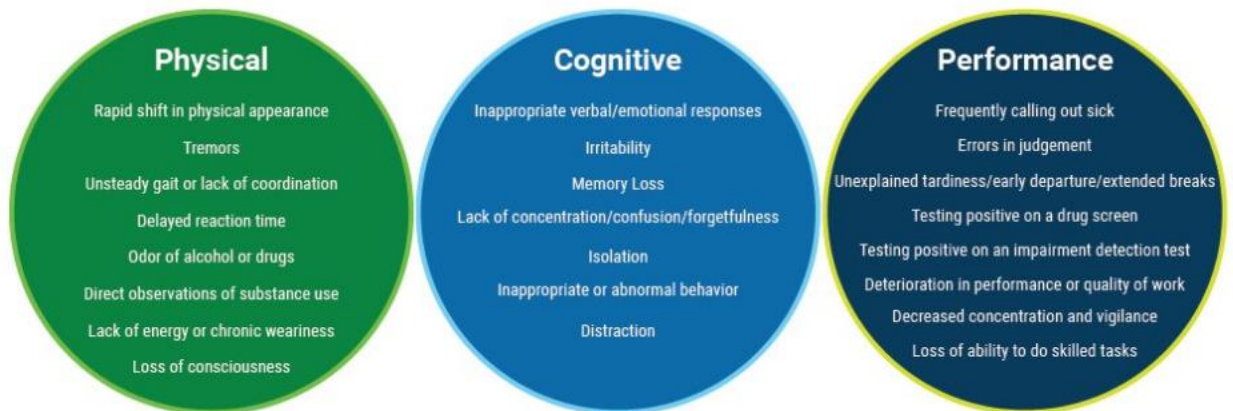 Physical
Rapid shift in physical appearance
Tremors
Unsteady gait or lack of coordination
Delayed reaction time
Odor of alcohol or drugs
Direct observations of substance use
Lack of energy or chronic weariness
Loss of consciousness
Cognitive
Inappropriate verbal/emotional responses
Irritability
Memory Loss
Lack of concentration/confusion/forgetfulness
Isolation
Inappropriate or abnormal behavior
Distraction
Performance
Frequently calling out sick
Errors in judgement
Unexplained tardiness/early departure/extended breaks
Testing positive on a drug screen
Testing positive on an impairment detection test
Deterioration in performance or quality of work
Decreased concentration and vigilance
Loss of ability to do skilled tasks